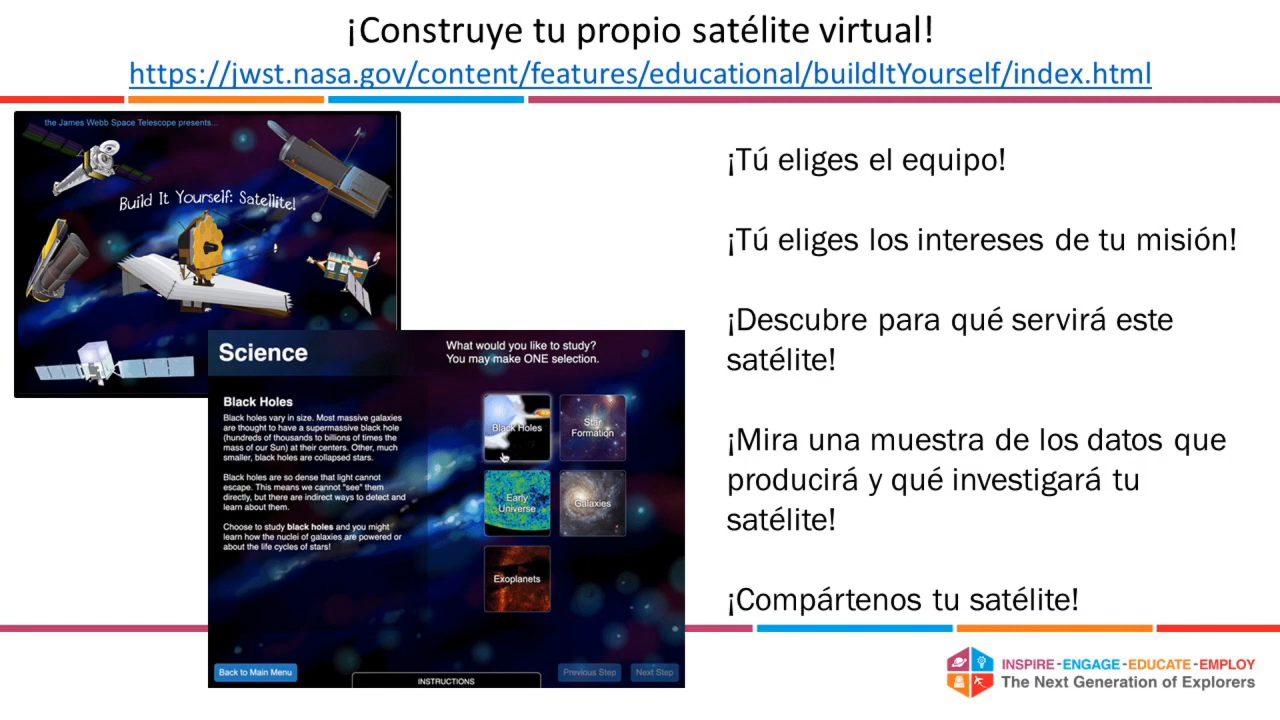 ¡Construye tu propio satélite virtual!
https://jwst.nasa.gov/content/features/educational/buildItYourself/index.html
the James Webb Space Telescope presents...
Build It Yourself: Satellite!
Science
What would you like to study?
You may make ONE selection.
Black Holes
Black holes vary in size. Most massive galaxies
are thought to have a supermassive black hole
(hundreds of thousands to billions of times the
mass of our Sun) at their centers. Other, much
smaller, black holes are collapsed stars.
Black holes are so dense that light cannot
escape. This means we cannot "see" them
directly, but there are indirect ways to detect and
learn about them.
Choose to study black holes and you might
learn how the nuclei of galaxies are powered or
about the life cycles of stars!
Black Holes
Star
Formation
Early
Universe
Galaxies
Exoplanets
Back to Main Menu
INSTRUCTIONS
Previous Step
Next Step
¡Tú eliges el equipo!
¡Tú eliges los intereses de tu misión!
¡Descubre para qué servirá este
satélite!
¡Mira una muestra de los datos que
producirá y qué investigará tu
satélite!
¡Compártenos tu satélite!
INSPIRE - ENGAGE - EDUCATE - EMPLOY
The Next Generation of Explorers